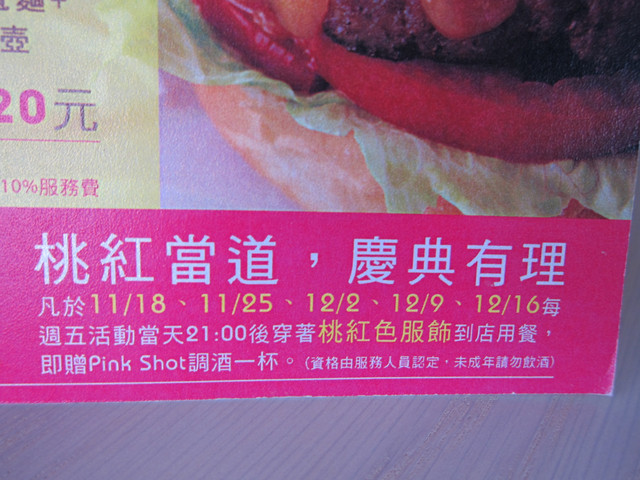 壺
20元
10%服務費
桃紅當道，慶典有理
凡於11/18、11/25、12/2、12/9、12/16每
週五活動當天21:00後穿著桃紅色服飾到店用餐，
即贈Pink Shot調酒一杯。（資格由服務人員認定，未成年請勿飲酒）